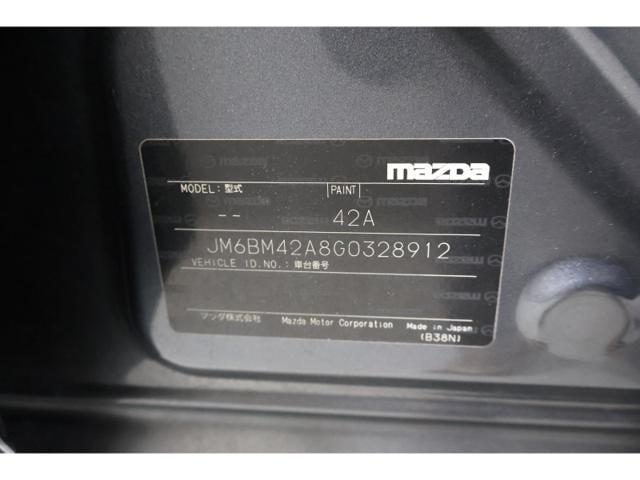 mazda
MODEL: 型式 PAINT
-- 42A
JM6BM42A8G0328912
VEHICLE ID.NO.: 車台番号
マツダ株式会社 Mazda Motor Corporation Made in Japan
(B38N)